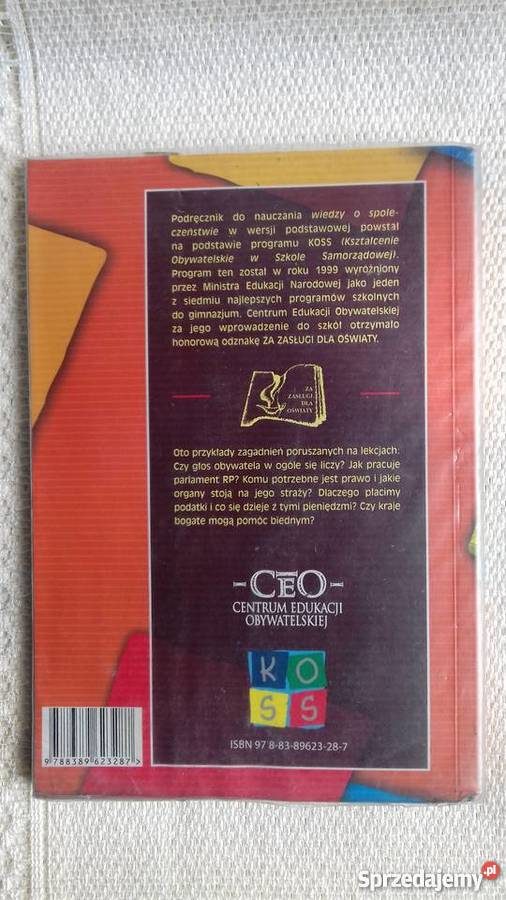 Podręcznik do nauczania wiedzy o społe-
czeństwie w wersji podstawowej powstał
na podstawie programu KOSS (Kształcenie
Obywatelskie w Szkole Samorządowej).
Program ten został w roku 1999 wyróżniony
przez Ministra Edukacji Narodowej jako jeden
z siedmiu najlepszych programów szkolnych
do gimnazjum. Centrum Edukacji Obywatelskiej
za jego wprowadzenie do szkół otrzymało
honorową odznakę ZA ZASŁUGI DLA OŚWIATY.
ZA
ZASŁUGI
DLA
OŚWIATY
Oto przykłady zagadnień poruszanych na lekcjach:
Czy głos obywatela w ogóle się liczy? Jak pracuje
parlament RP? Komu potrzebne jest prawo i jakie
organy stoją na jego straży? Dlaczego płacimy
podatki i co się dzieje z tymi pieniędzmi? Czy kraje
bogate mogą pomóc biednym?
CEO
CENTRUM EDUKACJI
OBYWATELSKIEJ
KO
SS
ISBN 97 8-83-89623-28-7
9 788389 623287 >
Sprzedajemy.pl